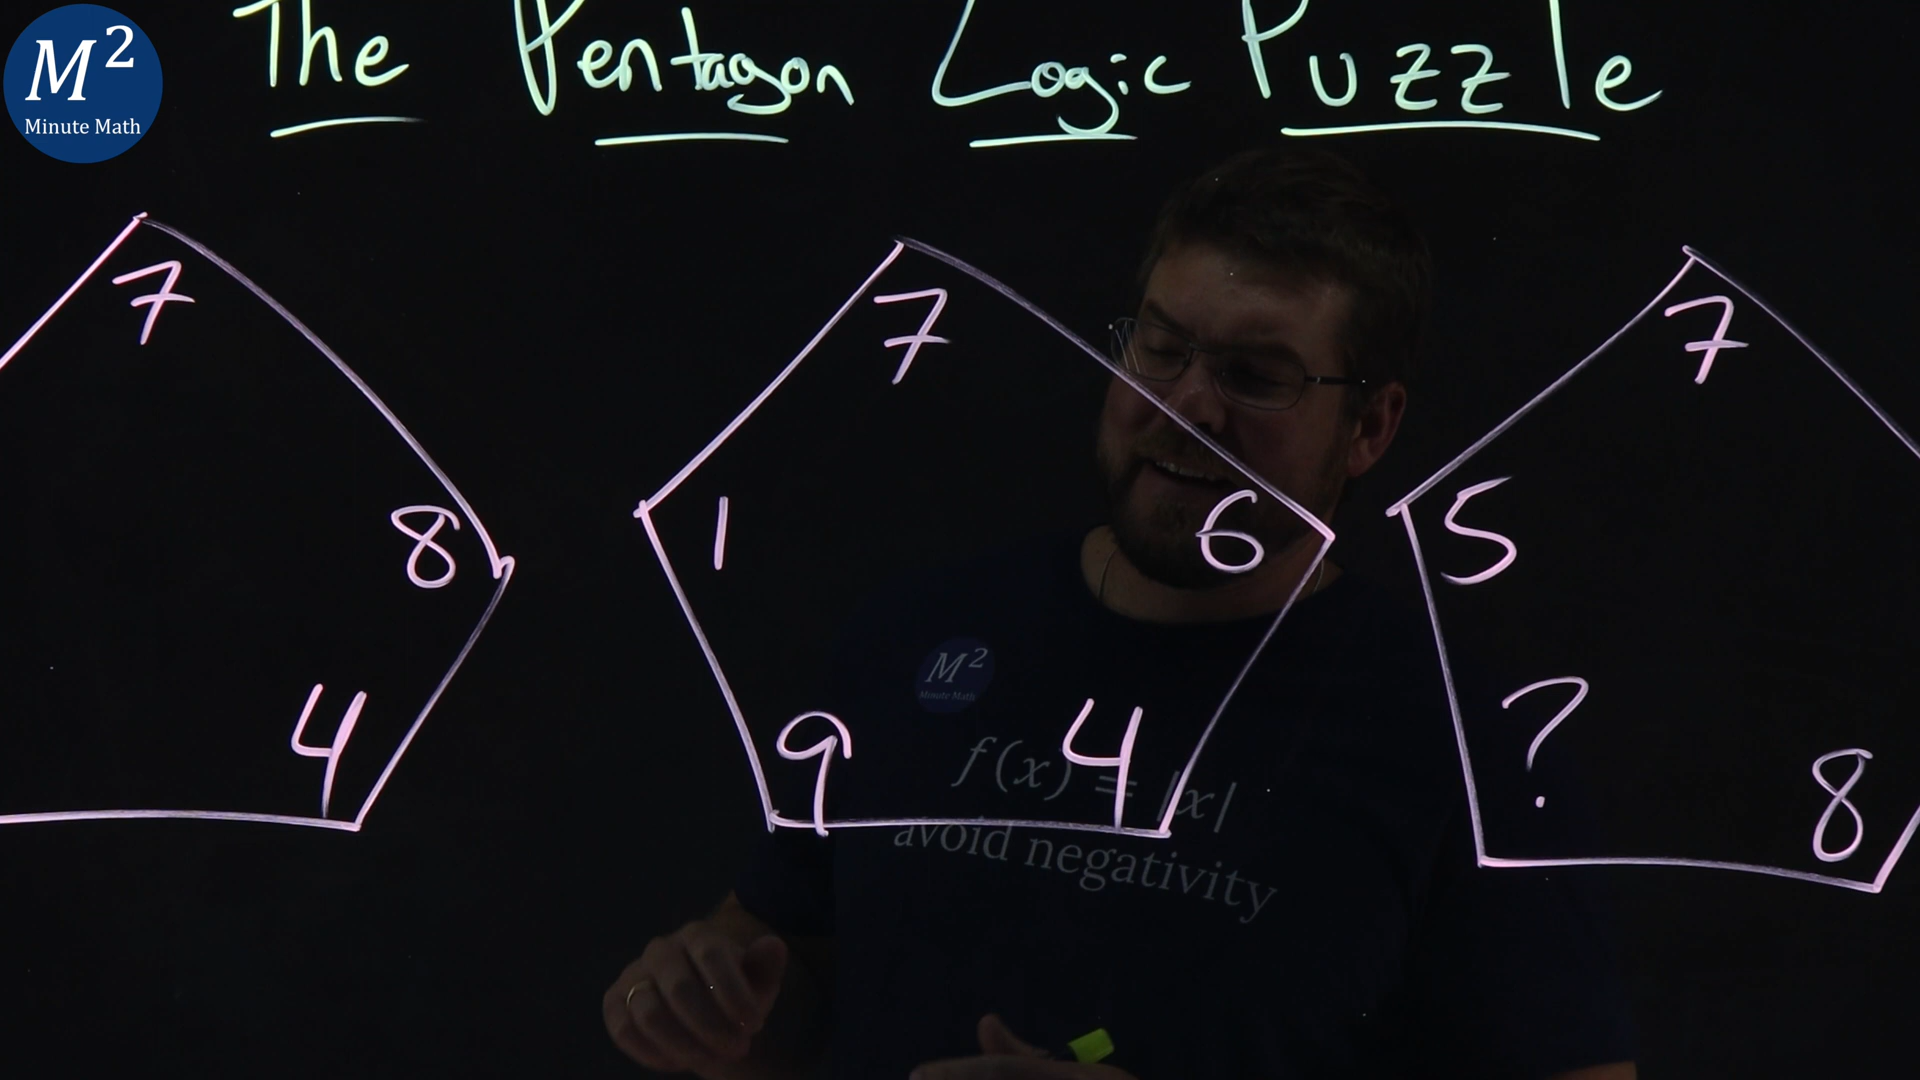 M²
Minute Math
The Pentagon Logic Puzzle
7
8
4
7
1
6
9
4
7
5
?
8
M²
Minute Math
f(x) = |x|
avoid negativity